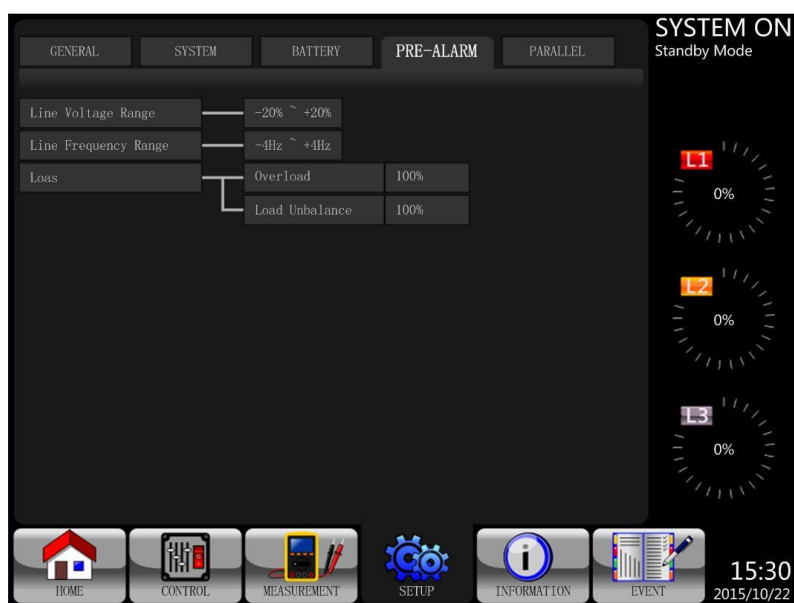 SYSTEM ON
Standby Mode
GENERAL SYSTEM BATTERY PRE-ALARM PARALLEL
Line Voltage Range -20% ~ +20%
Line Frequency Range -4Hz ~ +4Hz
Loas Overload 100%
Load Unbalance 100%
L1
0%
L2
0%
L3
0%
HOME CONTROL MEASUREMENT SETUP INFORMATION EVENT
15:30
2015/10/22